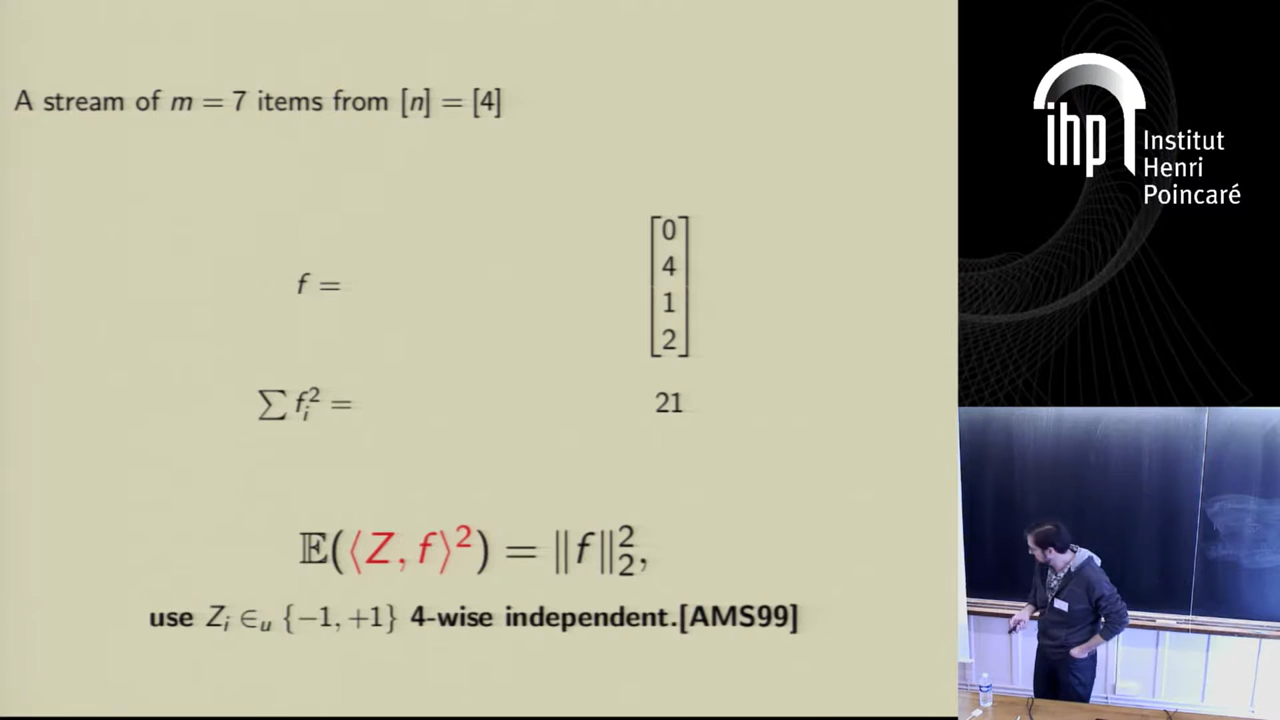 A stream of m = 7 items from [n] = [4]
f = [0 4 1 2]
∑ f_i^2 = 21
𝔼(⟨Z, f⟩^2) = ‖f‖_2^2,
use Z_i ∈_u {−1, +1} 4-wise independent.[AMS99]
ihp Institut
Henri
Poincaré